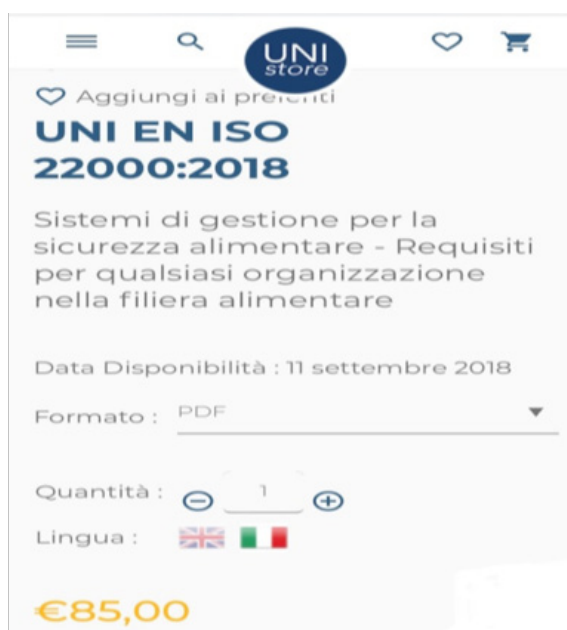 UNI
store
Aggiungi ai preferiti
UNI EN ISO
22000:2018
Sistemi di gestione per la
sicurezza alimentare - Requisiti
per qualsiasi organizzazione
nella filiera alimentare
Data Disponibilità : 11 settembre 2018
Formato : PDF
Quantità : 1
Lingua :
€85,00